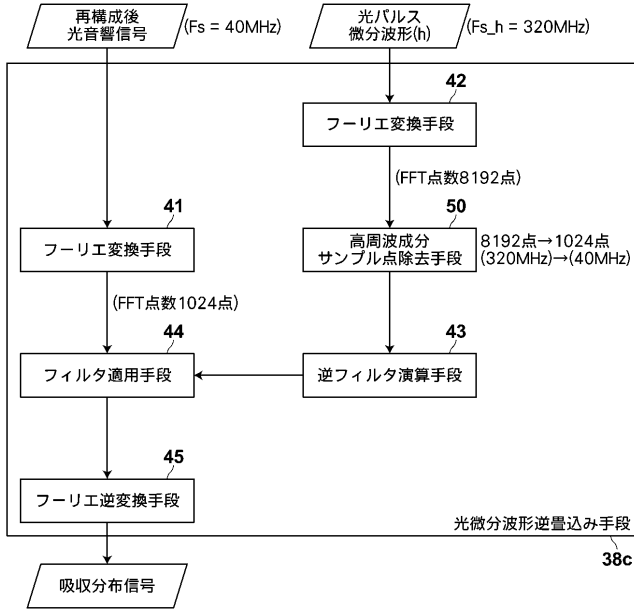 再構成後
光音響信号
(Fs = 40MHz)
光パルス
微分波形(h)
(Fs_h = 320MHz)
42
フーリエ変換手段
(FFT点数8192点)
41
フーリエ変換手段
50
高周波成分
サンプル点除去手段
8192点→1024点
(320MHz)→(40MHz)
(FFT点数1024点)
44
フィルタ適用手段
43
逆フィルタ演算手段
45
フーリエ逆変換手段
光微分波形逆畳込み手段
38c
吸収分布信号